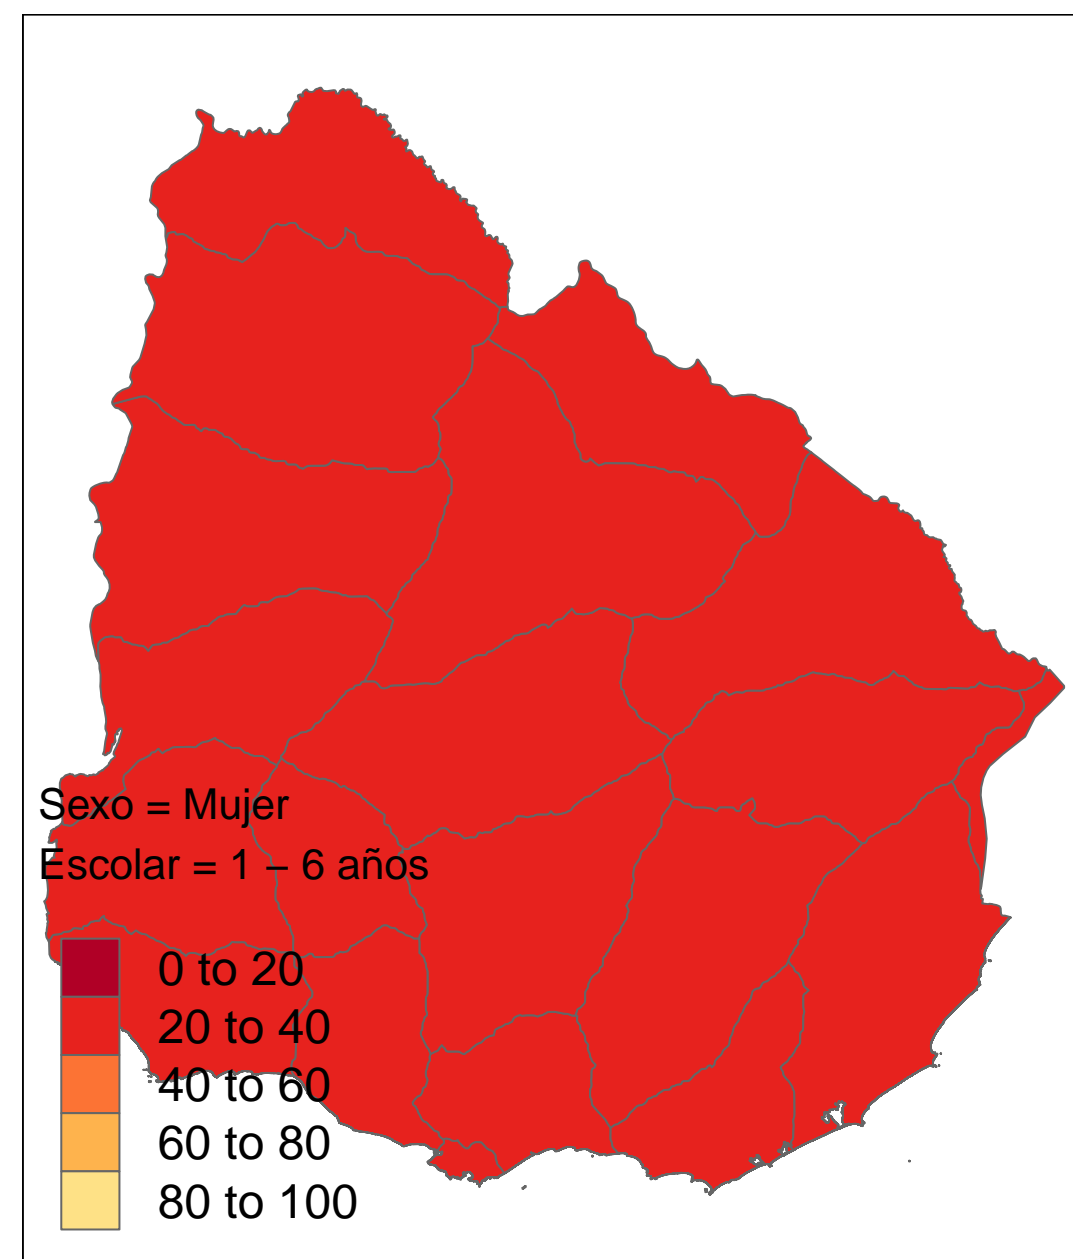 Sexo = Mujer
Escolar = 1 – 6 años
0 to 20
20 to 40
40 to 60
60 to 80
80 to 100